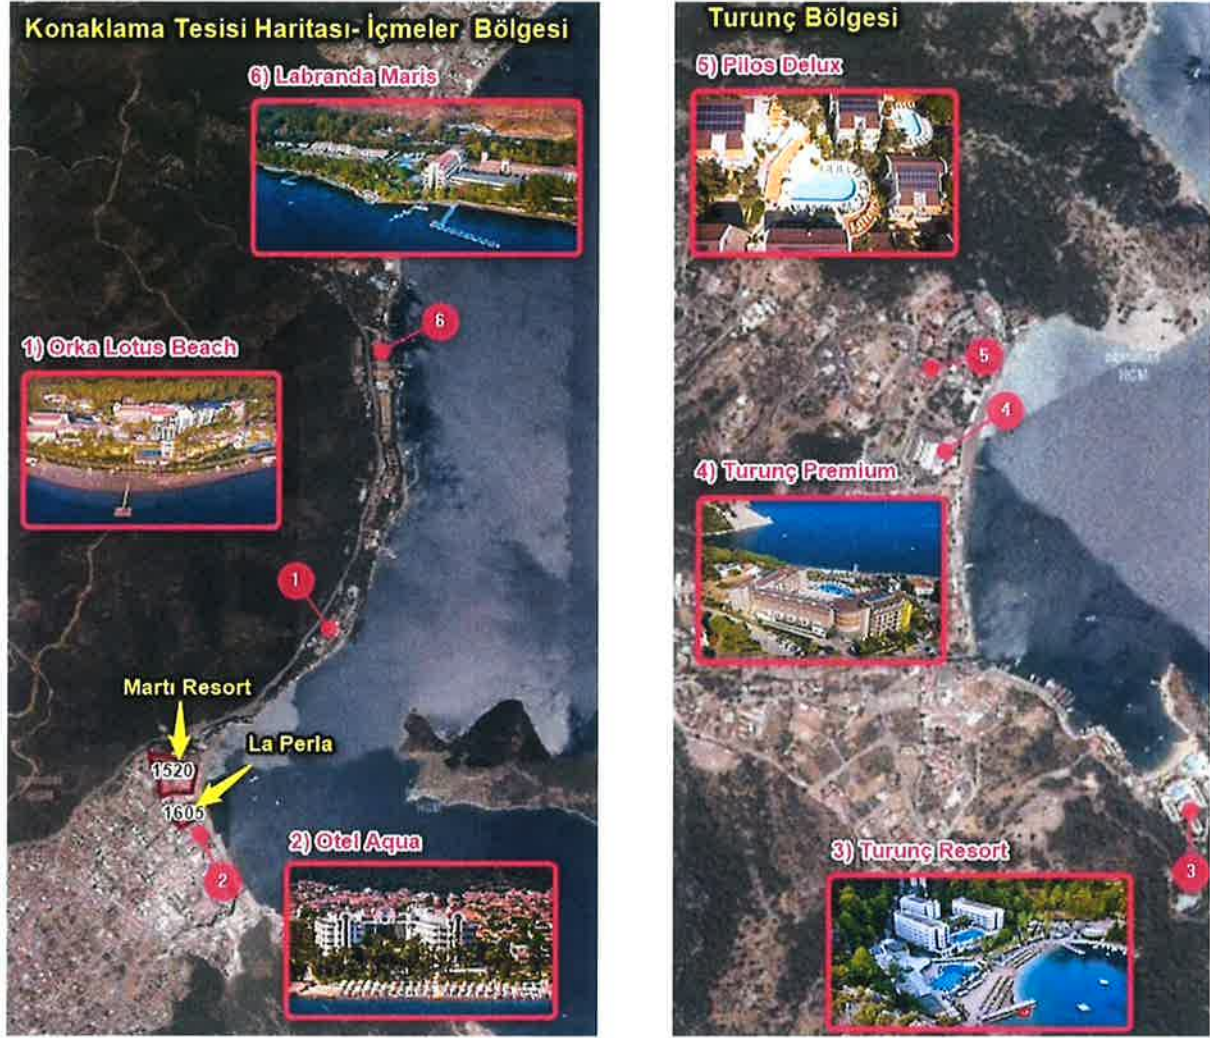 Konaklama Tesisi Haritası- İçmeler Bölgesi
6) Labranda Maris
6
1) Orka Lotus Beach
1
Martı Resort
La Perla
1520
1605
2) Otel Aqua
2
Turunç Bölgesi
5) Pilos Delux
5
4
4) Turunç Premium
3) Turunç Resort
3